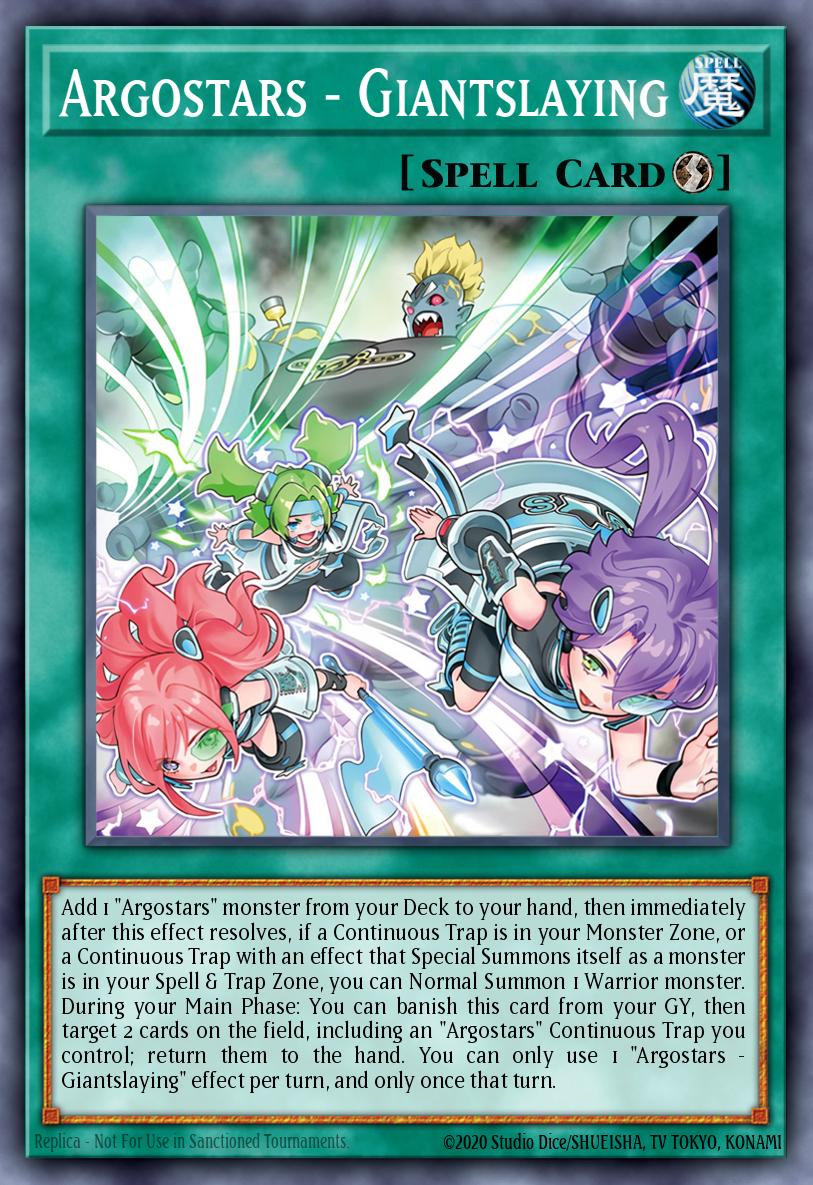 Argostars - Giantslaying
SPELL
魔
[Spell Card]
Add 1 "Argostars" monster from your Deck to your hand, then immediately
after this effect resolves, if a Continuous Trap is in your Monster Zone, or
a Continuous Trap with an effect that Special Summons itself as a monster
is in your Spell & Trap Zone, you can Normal Summon 1 Warrior monster.
During your Main Phase: You can banish this card from your GY, then
target 2 cards on the field, including an "Argostars" Continuous Trap you
control; return them to the hand. You can only use 1 "Argostars -
Giantslaying" effect per turn, and only once that turn.
Replica - Not For Use in Sanctioned Tournaments.
©2020 Studio Dice/SHUEISHA, TV TOKYO, KONAMI